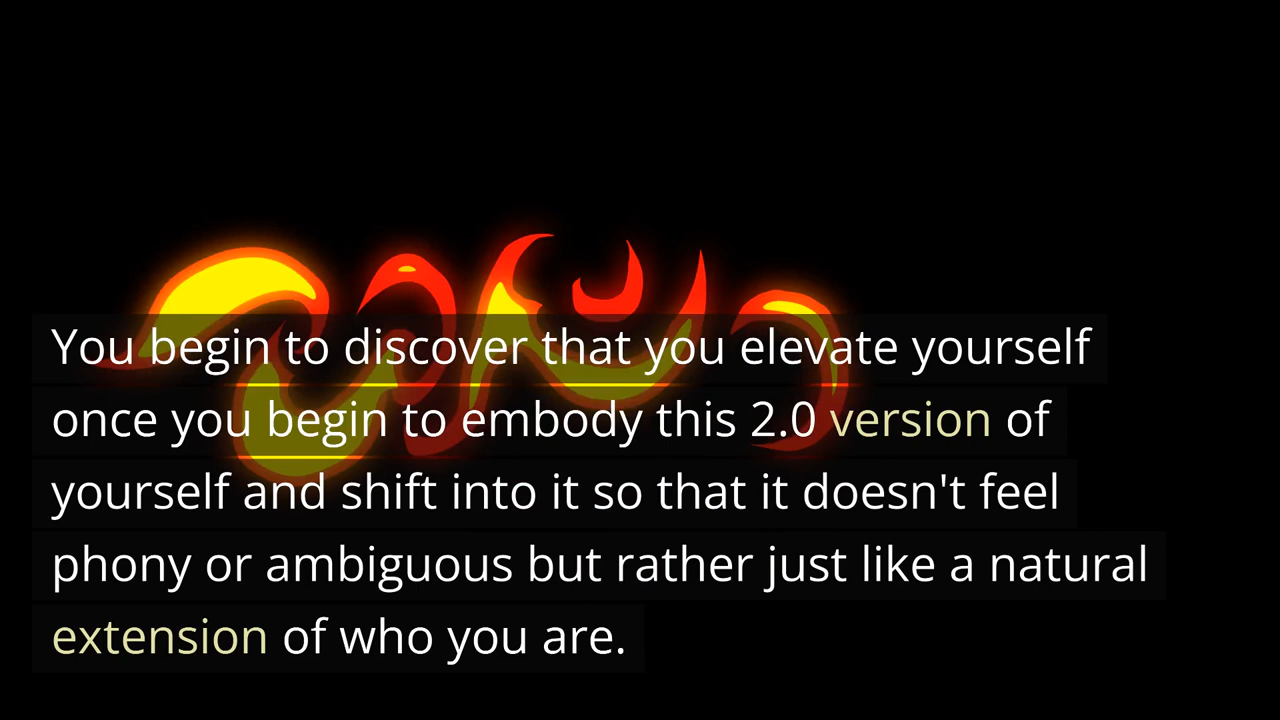 You begin to discover that you elevate yourself
once you begin to embody this 2.0 version of
yourself and shift into it so that it doesn't feel
phony or ambiguous but rather just like a natural
extension of who you are.